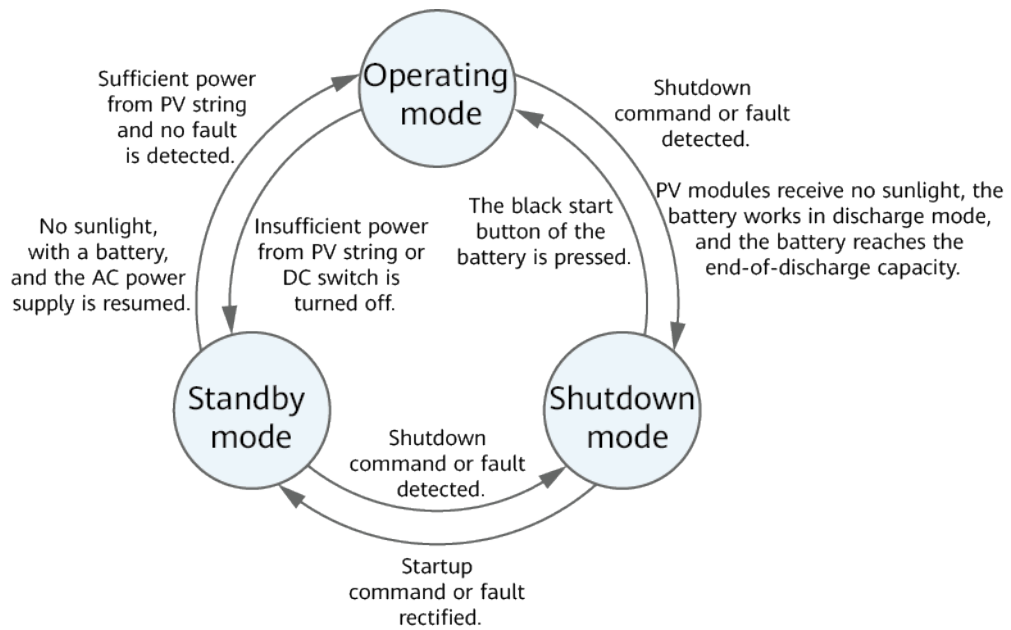 Operating
mode
Sufficient power
from PV string
and no fault
is detected.
Shutdown
command or fault
detected.
No sunlight,
with a battery,
and the AC power
supply is resumed.
Insufficient power
from PV string or
DC switch is
turned off.
The black start
button of the
battery is pressed.
PV modules receive no sunlight, the
battery works in discharge mode,
and the battery reaches the
end-of-discharge capacity.
Standby
mode
Shutdown
mode
Shutdown
command or fault
detected.
Startup
command or fault
rectified.